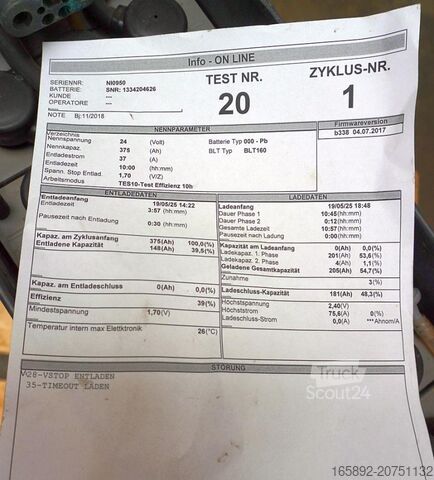 Info - ON LINE
SERIENNR: NI0950
BATTERIE: SNR: 1334204626
KUNDE ---
OPERATORE ---
NOTE Bj:11/2018
TEST NR.
20
ZYKLUS-NR.
1
NENNPARAMETER
Firmwareversion
b338 04.07.2017
Verzeichnis
Nennspannung 24 (Volt) Batterie Typ 000 - Pb
Nennkapaz. 375 (Ah) BLT Typ BLT160
Entladestrom 37 (A)
Entladezeit 10:00 (hh:mm)
Spann. Stop Entlad. 1,70 (V/Z)
Arbeitsmodus TES10-Test Effizienz 10h
ENTLADEDATEN
Entladeanfang 19/05/25 14:22
Entladezeit 3:57 (hh:mm)
Pausezeit nach Entladung 0:30 (hh:mm)
Kapaz. am Zyklusanfang 375(Ah) 100,0(%)
Entladene Kapazität 148(Ah) 39,5(%)
Kapaz. am Entladeschluss 0(Ah) 0,0(%)
Effizienz 39(%)
Mindestspannung 1,70(V)
Temperatur intern max Elettktronik 26(°C)
LADEDATEN
Ladeanfang 19/05/25 18:48
Dauer Phase 1 10:45(hh:mm)
Dauer Phase 2 0:12(hh:mm)
Gesamte Ladezeit 10:57(hh:mm)
Pausezeit nach Ladung 0:00(hh:mm)
Kapazität am Ladeanfang 0(Ah) 0,0(%)
Ladekapaz. 1. Phase 201(Ah) 53,6(%)
Ladekapaz. 2. Phase 4(Ah) 1,1(%)
Geladene Gesamtkapazität 205(Ah) 54,7(%)
Zunahme 3(%)
Ladeschluss-Kapazität 181(Ah) 48,3(%)
Höchstspannung 2,40(V)
Höchststrom 75,6(A) 0(%)
Ladeschluss-Strom 0,0(A) ***Ahnom/A
STÖRUNG
V28-VSTOP ENTLADEN
35-TIMEOUT LADEN
Truck
Scout24
165892-20751132